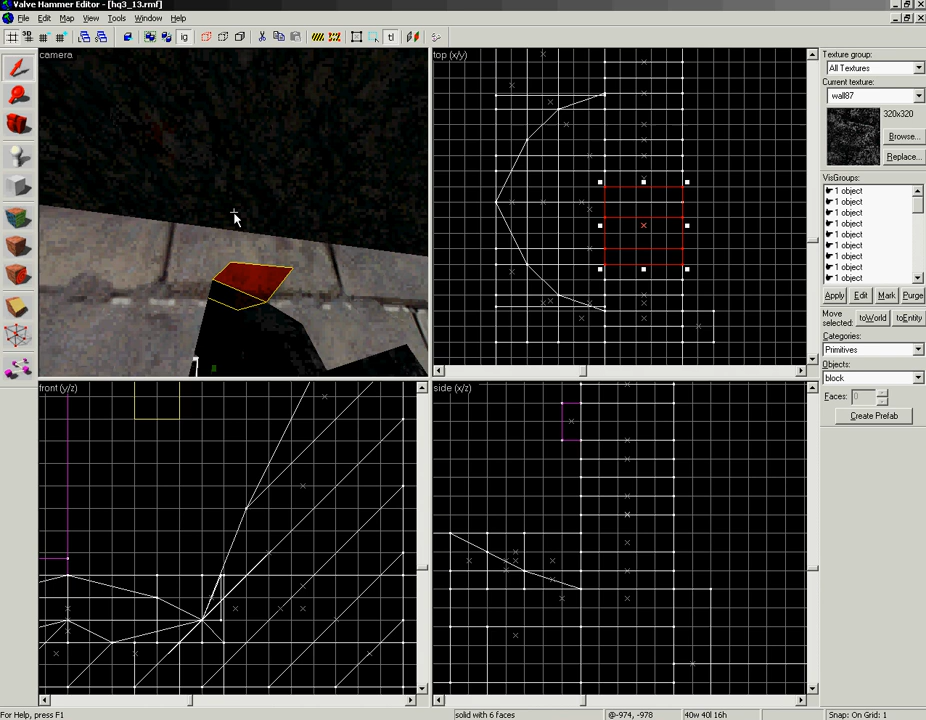 Valve Hammer Editor - [hq3_13.rmf]
File Edit Map View Tools Window Help
3D
ig
tl
camera
top (x/y)
front (y/z)
side (x/z)
Texture group:
All Textures
Current texture:
wall87
320x320
Browse...
Replace...
VisGroups:
1 object
1 object
1 object
1 object
1 object
1 object
1 object
1 object
Apply
Edit
Mark
Purge
Move
selected:
toWorld
toEntity
Categories:
Primitives
Objects:
block
Faces: 0
Create Prefab
For Help, press F1
solid with 6 faces
@-974, -978
40w 40l 16h
Snap: On Grid: 1